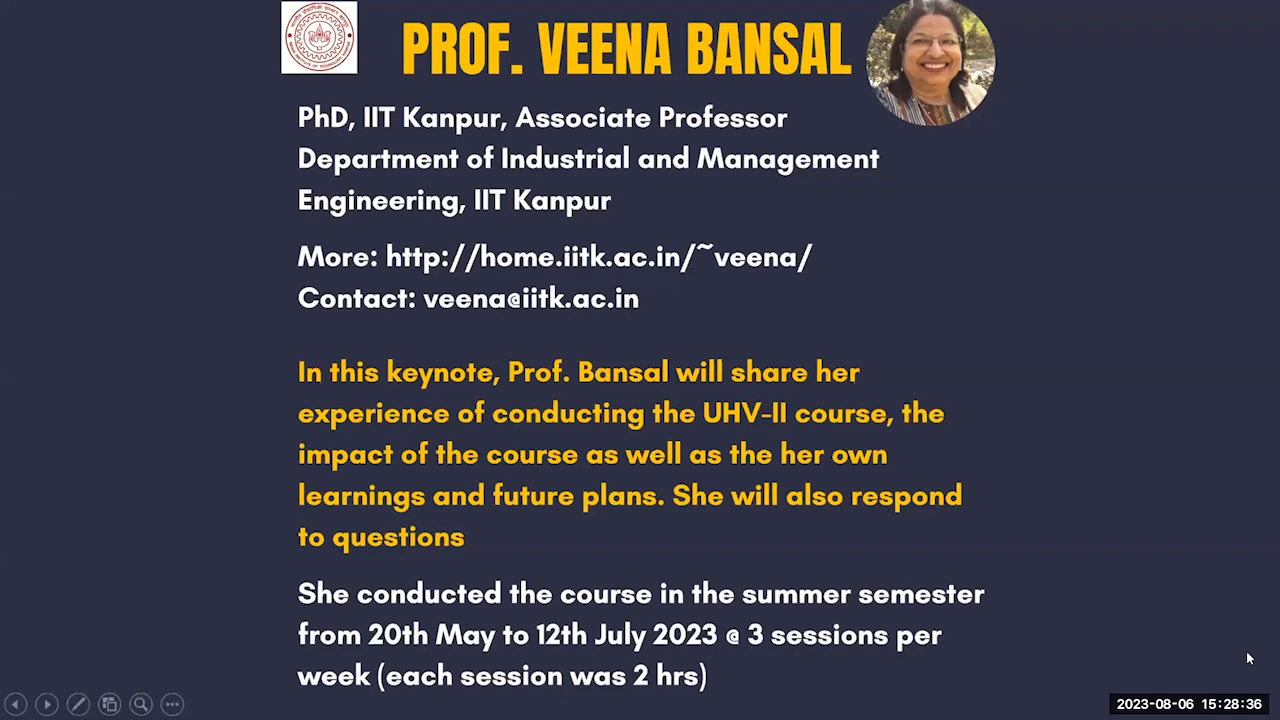 PROF. VEENA BANSAL
PhD, IIT Kanpur, Associate Professor
Department of Industrial and Management
Engineering, IIT Kanpur
More: http://home.iitk.ac.in/~veena/
Contact: veena@iitk.ac.in
In this keynote, Prof. Bansal will share her
experience of conducting the UHV-II course, the
impact of the course as well as the her own
learnings and future plans. She will also respond
to questions
She conducted the course in the summer semester
from 20th May to 12th July 2023 @ 3 sessions per
week (each session was 2 hrs)
2023-08-06 15:28:36